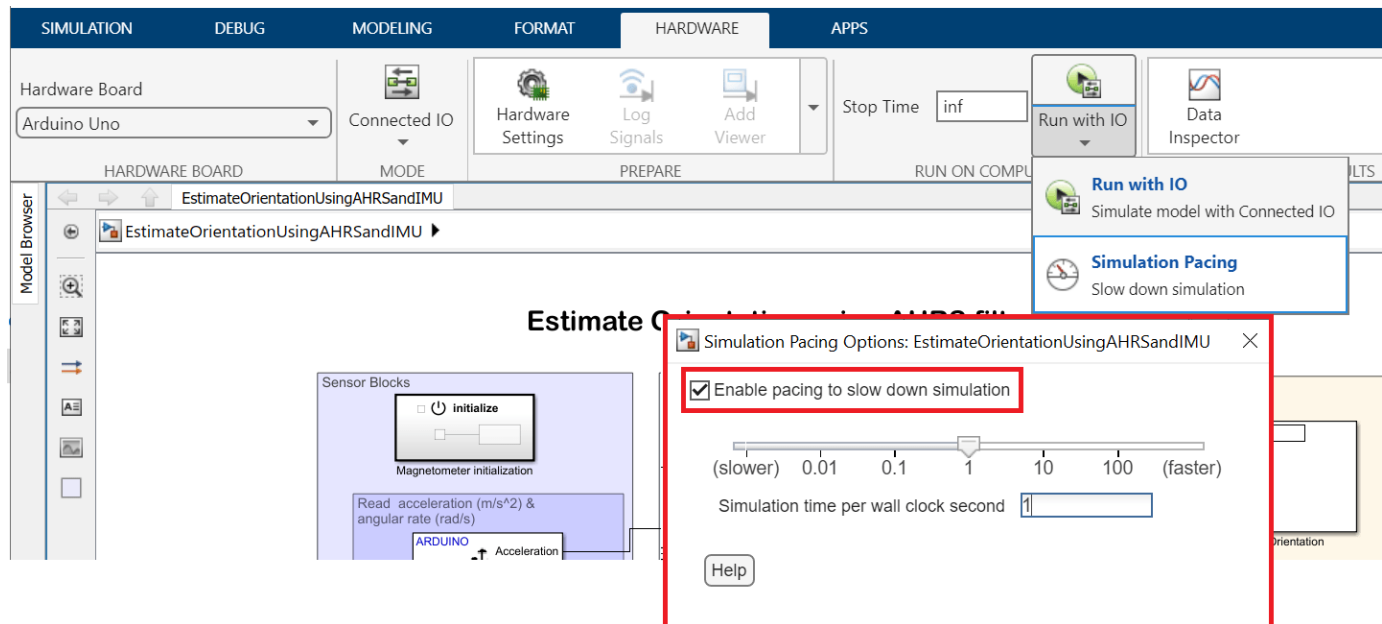 SIMULATION DEBUG MODELING FORMAT HARDWARE APPS
Hardware Board
Arduino Uno
HARDWARE BOARD
Connected IO
MODE
Hardware
Settings
Log
Signals
Add
Viewer
PREPARE
Stop Time inf
Run with IO
RUN ON COMPU
Data
Inspector
LTS
Run with IO
Simulate model with Connected IO
Simulation Pacing
Slow down simulation
Model Browser
EstimateOrientationUsingAHRSandIMU
EstimateOrientationUsingAHRSandIMU
Estimate
Simulation Pacing Options: EstimateOrientationUsingAHRSandIMU
Enable pacing to slow down simulation
(slower) 0.01 0.1 1 10 100 (faster)
Simulation time per wall clock second 1
Help
Sensor Blocks
initialize
Magnetometer initialization
Read acceleration (m/s^2) &
angular rate (rad/s)
ARDUINO
Acceleration
rientation